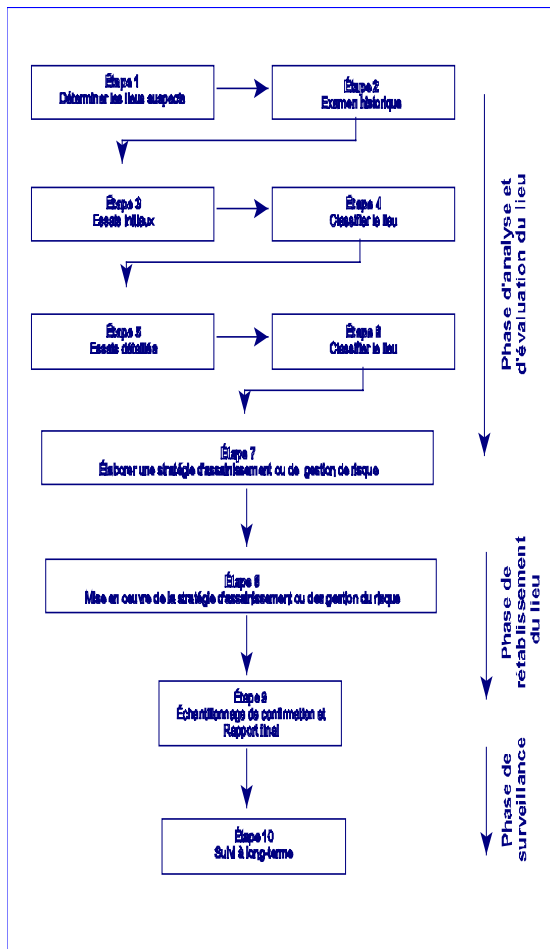 Étape 1
Déterminer les lieux suspects
Étape 2
Examen historique
Étape 3
Essais initiaux
Étape 4
Classifier le lieu
Étape 5
Essais détaillés
Étape 6
Classifier le lieu
Étape 7
Élaborer une stratégie d'assainissement ou de gestion de risque
Étape 8
Mise en oeuvre de la stratégie d'assainissement ou des gestion du risque
Étape 9
Échantillonnage de confirmation et
Rapport final
Étape 10
Suivi à long-terme
Phase d'analyse et
d'évaluation du lieu
Phase de
rétablissement
du lieu
Phase de
surveillance